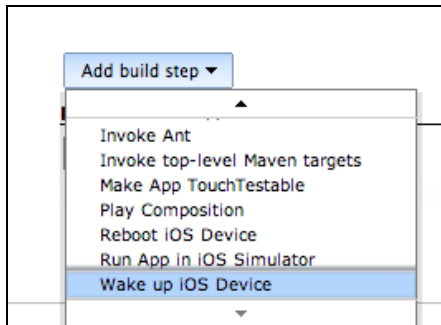 Add build step
Invoke Ant
Invoke top-level Maven targets
Make App TouchTestable
Play Composition
Reboot iOS Device
Run App in iOS Simulator
Wake up iOS Device